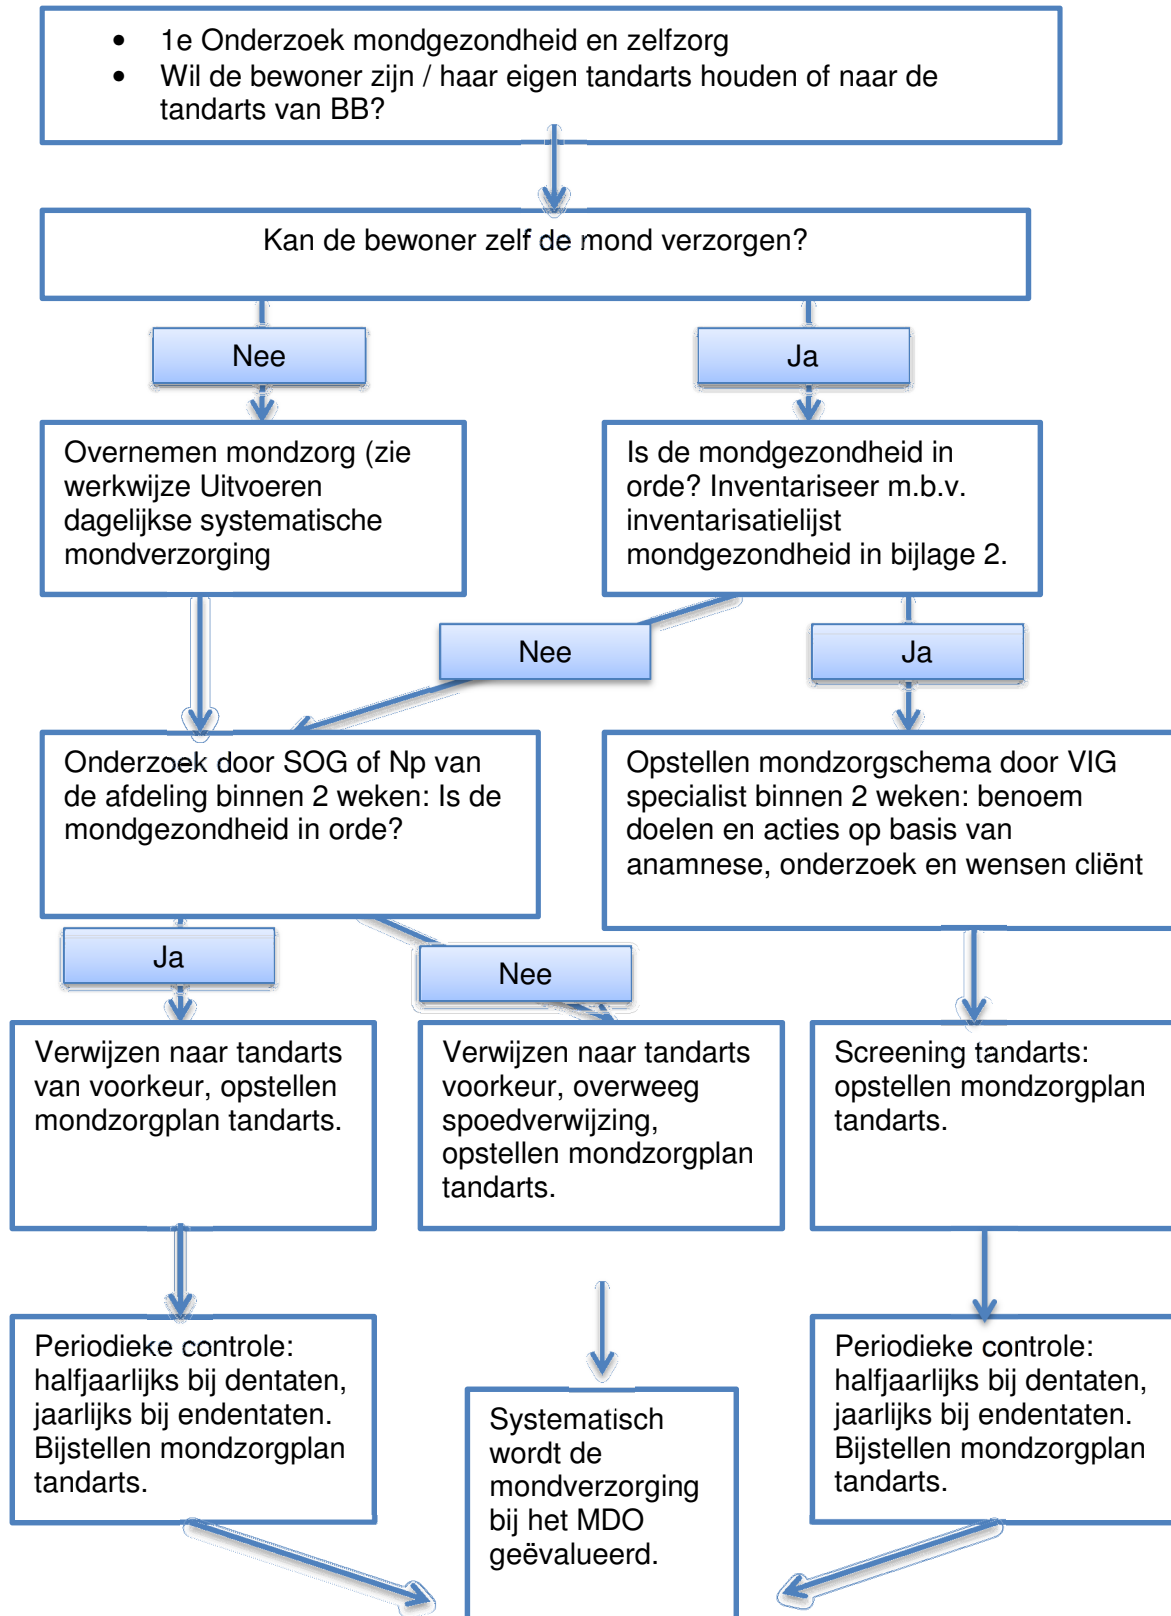 • 1e Onderzoek mondgezondheid en zelfzorg
• Wil de bewoner zijn / haar eigen tandarts houden of naar de
tandarts van BB?
Kan de bewoner zelf de mond verzorgen?
Nee
Ja
Overnemen mondzorg (zie
werkwijze Uitvoeren
dagelijkse systematische
mondverzorging
Is de mondgezondheid in
orde? Inventariseer m.b.v.
inventarisatielijst
mondgezondheid in bijlage 2.
Nee
Ja
Onderzoek door SOG of Np van
de afdeling binnen 2 weken: Is de
mondgezondheid in orde?
Opstellen mondzorgschema door VIG
specialist binnen 2 weken: benoem
doelen en acties op basis van
anamnese, onderzoek en wensen cliënt
Ja
Nee
Verwijzen naar tandarts
van voorkeur, opstellen
mondzorgplan tandarts.
Verwijzen naar tandarts
voorkeur, overweeg
spoedverwijzing,
opstellen mondzorgplan
tandarts.
Screening tandarts:
opstellen mondzorgplan
tandarts.
Periodieke controle:
halfjaarlijks bij dentaten,
jaarlijks bij endentaten.
Bijstellen mondzorgplan
tandarts.
Systematisch
wordt de
mondverzorging
bij het MDO
geëvalueerd.
Periodieke controle:
halfjaarlijks bij dentaten,
jaarlijks bij endentaten.
Bijstellen mondzorgplan
tandarts.